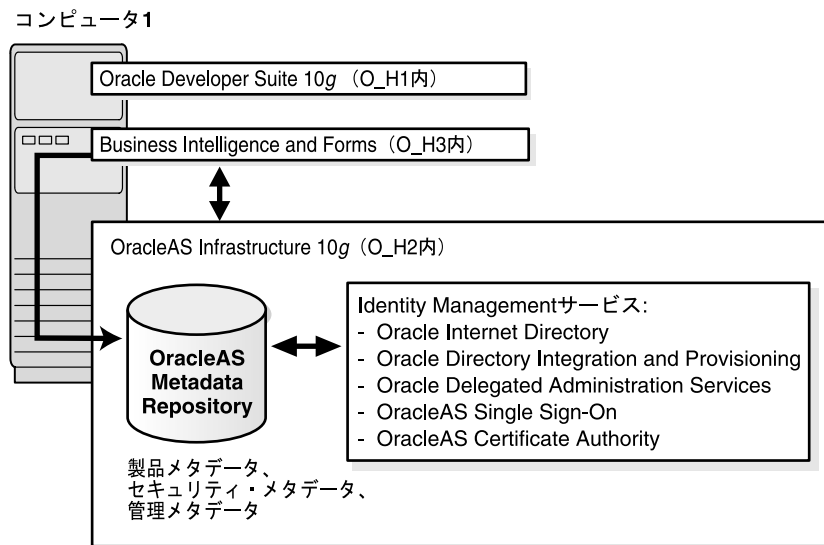 コンピュータ1
Oracle Developer Suite 10g（O_H1内）
Business Intelligence and Forms（O_H3内）
OracleAS Infrastructure 10g（O_H2内）
OracleAS
Metadata
Repository
製品メタデータ、
セキュリティ・メタデータ、
管理メタデータ
Identity Managementサービス:
- Oracle Internet Directory
- Oracle Directory Integration and Provisioning
- Oracle Delegated Administration Services
- OracleAS Single Sign-On
- OracleAS Certificate Authority